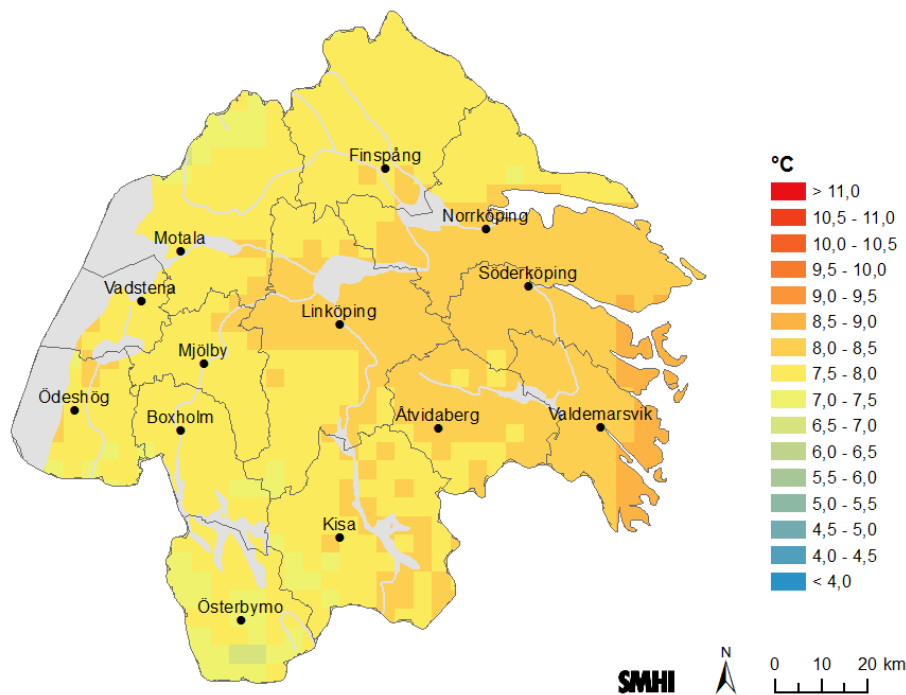 Finspång
Norrköping
Motala
Söderköping
Vadstena
Linköping
Mjölby
Ödeshög
Boxholm
Åtvidaberg
Valdemarsvik
Kisa
Österbymo
°C
> 11,0
10,5 - 11,0
10,0 - 10,5
9,5 - 10,0
9,0 - 9,5
8,5 - 9,0
8,0 - 8,5
7,5 - 8,0
7,0 - 7,5
6,5 - 7,0
6,0 - 6,5
5,5 - 6,0
5,0 - 5,5
4,5 - 5,0
4,0 - 4,5
< 4,0
SMHI
N
0 10 20 km